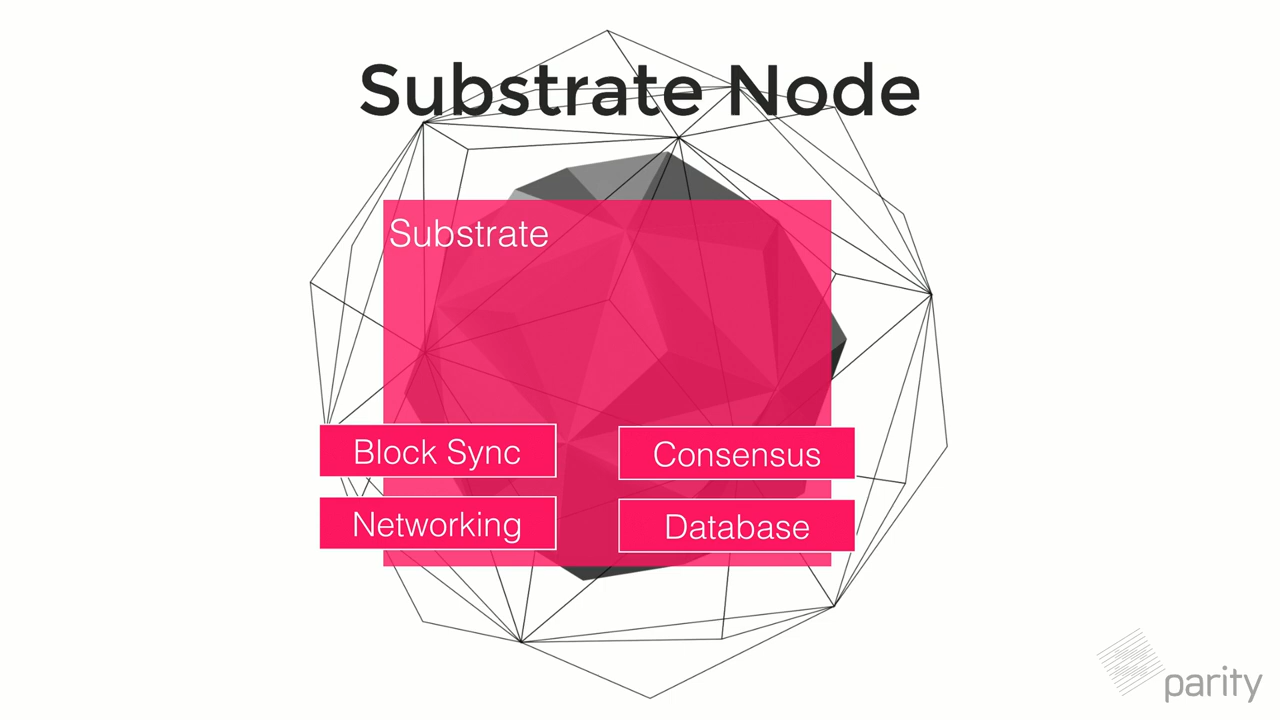 Substrate Node
Substrate
Block Sync
Consensus
Networking
Database
parity